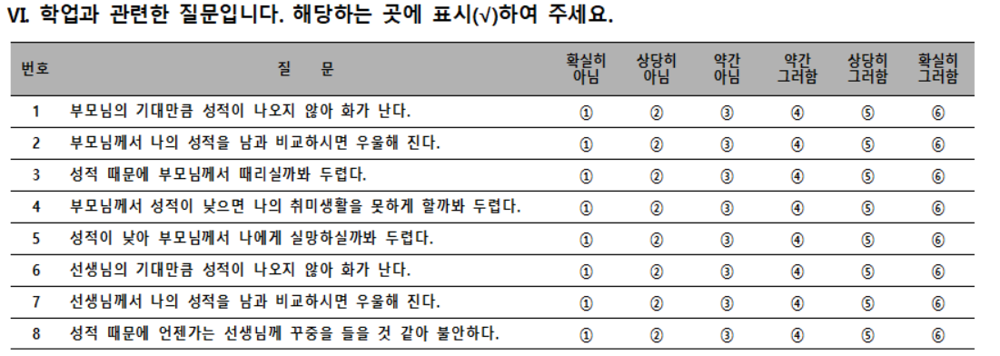 VI. 학업과 관련한 질문입니다. 해당하는 곳에 표시(√)하여 주세요.
번호 질 문 확실히 아님 상당히 아님 약간 아님 약간 그러함 상당히 그러함 확실히 그러함
1 부모님의 기대만큼 성적이 나오지 않아 화가 난다. ① ② ③ ④ ⑤ ⑥
2 부모님께서 나의 성적을 남과 비교하시면 우울해 진다. ① ② ③ ④ ⑤ ⑥
3 성적 때문에 부모님께서 때리실까봐 두렵다. ① ② ③ ④ ⑤ ⑥
4 부모님께서 성적이 낮으면 나의 취미생활을 못하게 할까봐 두렵다. ① ② ③ ④ ⑤ ⑥
5 성적이 낮아 부모님께서 나에게 실망하실까봐 두렵다. ① ② ③ ④ ⑤ ⑥
6 선생님의 기대만큼 성적이 나오지 않아 화가 난다. ① ② ③ ④ ⑤ ⑥
7 선생님께서 나의 성적을 남과 비교하시면 우울해 진다. ① ② ③ ④ ⑤ ⑥
8 성적 때문에 언젠가는 선생님께 꾸중을 들을 것 같아 불안하다. ① ② ③ ④ ⑤ ⑥